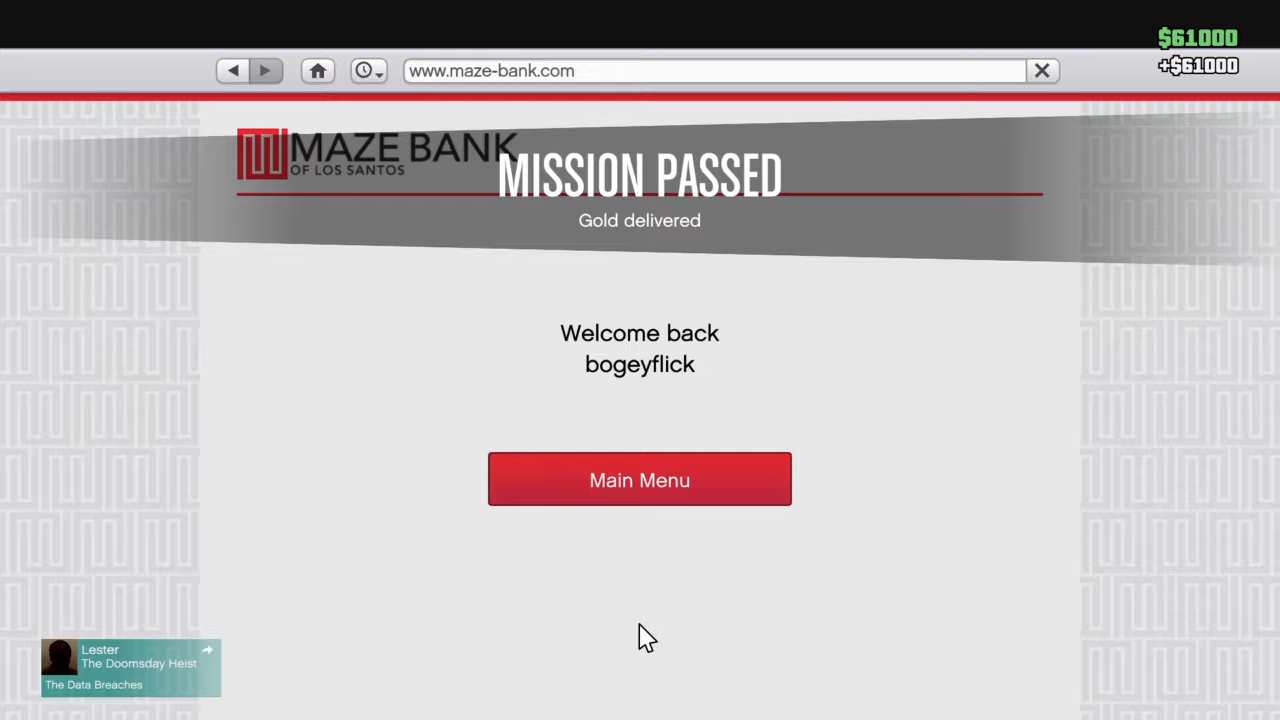 $61000
+$61000
www.maze-bank.com
MAZE BANK
OF LOS SANTOS
MISSION PASSED
Gold delivered
Welcome back
bogeyflick
Main Menu
Lester
The Doomsday Heist
The Data Breaches